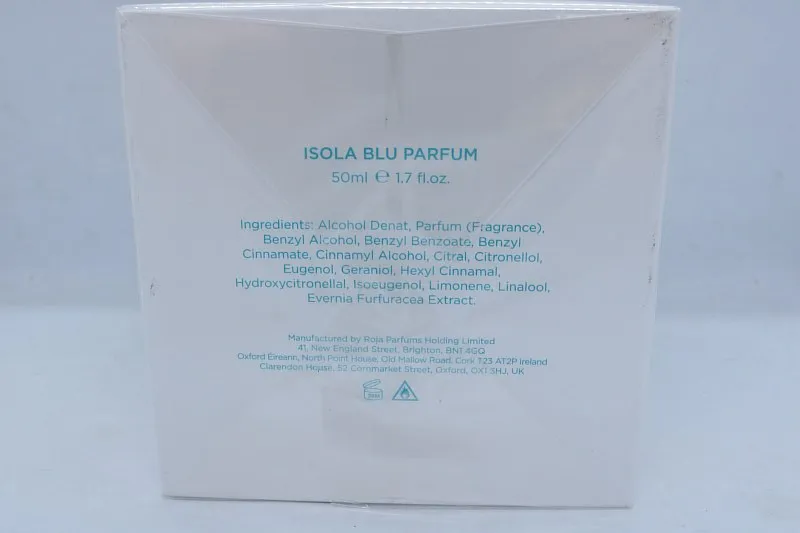 ISOLA BLU PARFUM
50ml ℮ 1.7 fl.oz.
Ingredients: Alcohol Denat, Parfum (Fragrance),
Benzyl Alcohol, Benzyl Benzoate, Benzyl
Cinnamate, Cinnamyl Alcohol, Citral, Citronellol,
Eugenol, Geraniol, Hexyl Cinnamal,
Hydroxycitronellal, Isoeugenol, Limonene, Linalool,
Evernia Furfuracea Extract.
Manufactured by Roja Parfums Holding Limited
41, New England Street, Brighton, BN1 4GQ
Oxford Éireann, North Point House, Old Mallow Road, Cork T23 AT2P Ireland
Clarendon House, 52 Cornmarket Street, Oxford, OX1 3HJ, UK